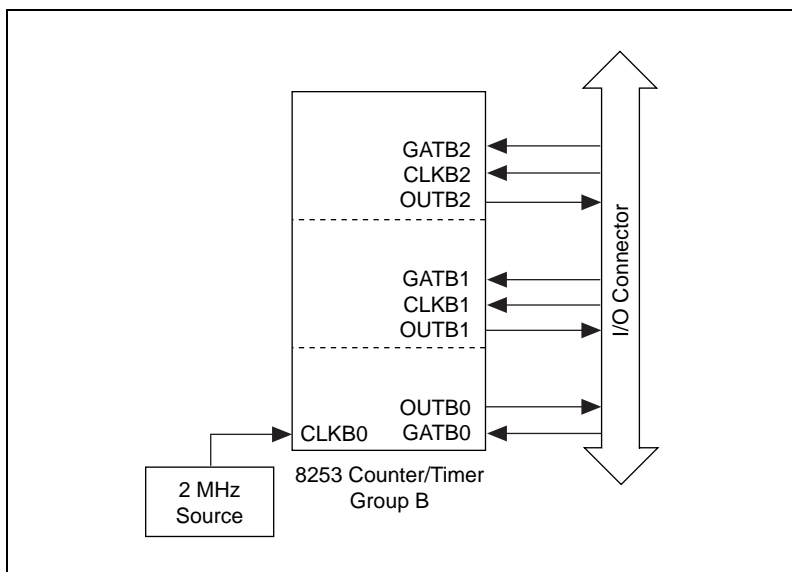 GATB2
CLKB2
OUTB2
GATB1
CLKB1
OUTB1
OUTB0
CLKB0 GATB0
I/O Connector
2 MHz
Source
8253 Counter/Timer
Group B